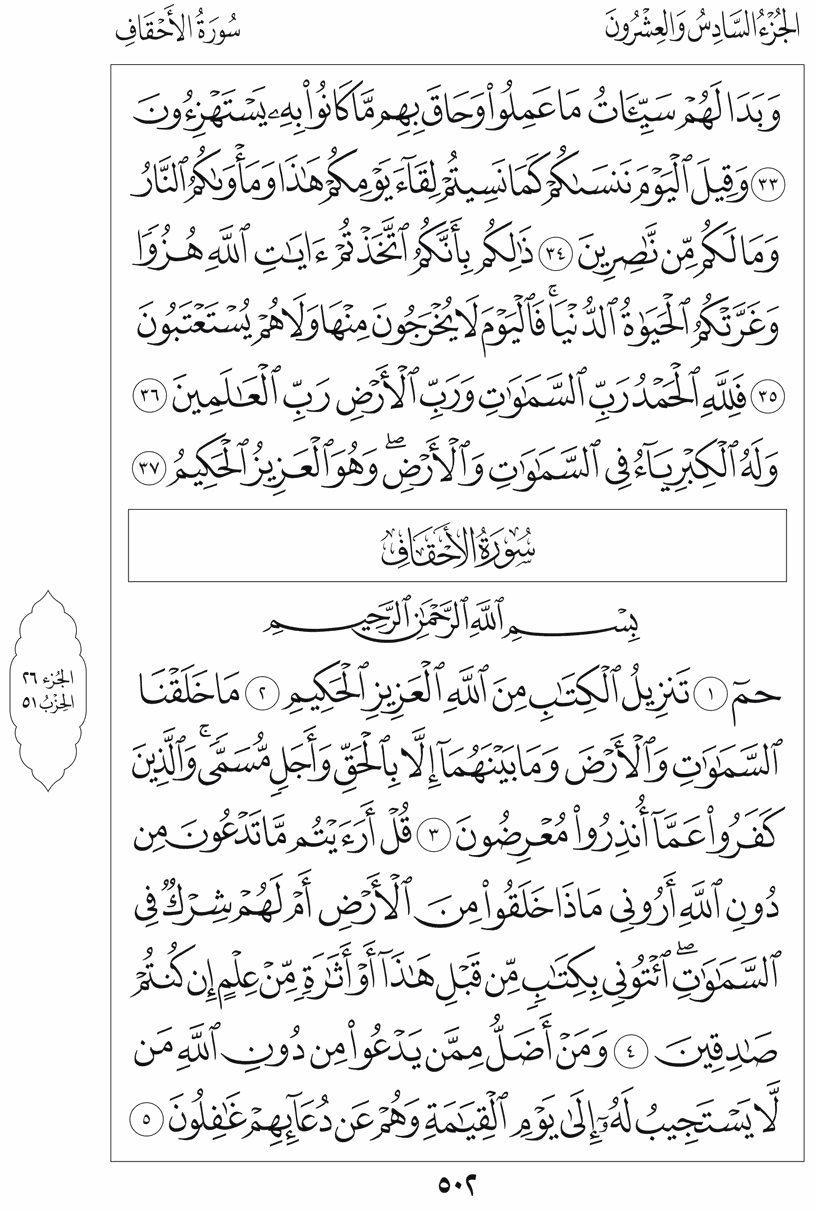 الجُزْءُ السَّادِسُ وَالعِشْرُونَ
سُورَةُ الأَحْقَافِ
وَبَدَا لَهُمْ سَيِّـَٔاتُ مَا عَمِلُوا۟ وَحَاقَ بِهِم مَّا كَانُوا۟ بِهِۦ يَسْتَهْزِءُونَ
٣٣ وَقِيلَ ٱلْيَوْمَ نَنسَىٰكُمْ كَمَا نَسِيتُمْ لِقَآءَ يَوْمِكُمْ هَـٰذَا وَمَأْوَىٰكُمُ ٱلنَّارُ
وَمَا لَكُم مِّن نَّـٰصِرِينَ ٣٤ ذَٰلِكُم بِأَنَّكُمُ ٱتَّخَذْتُمْ ءَايَـٰتِ ٱللَّهِ هُزُوًا
وَغَرَّتْكُمُ ٱلْحَيَوٰةُ ٱلدُّنْيَا ۚ فَٱلْيَوْمَ لَا يُخْرَجُونَ مِنْهَا وَلَا هُمْ يُسْتَعْتَبُونَ
٣٥ فَلِلَّهِ ٱلْحَمْدُ رَبِّ ٱلسَّمَـٰوَٰتِ وَرَبِّ ٱلْأَرْضِ رَبِّ ٱلْعَـٰلَمِينَ ٣٦
وَلَهُ ٱلْكِبْرِيَآءُ فِى ٱلسَّمَـٰوَٰتِ وَٱلْأَرْضِ ۖ وَهُوَ ٱلْعَزِيزُ ٱلْحَكِيمُ ٣٧
سُورَةُ الأَحْقَافِ
بِسْمِ ٱللَّهِ ٱلرَّحْمَـٰنِ ٱلرَّحِيمِ
حمٓ ١ تَنزِيلُ ٱلْكِتَـٰبِ مِنَ ٱللَّهِ ٱلْعَزِيزِ ٱلْحَكِيمِ ٢ مَا خَلَقْنَا
ٱلسَّمَـٰوَٰتِ وَٱلْأَرْضَ وَمَا بَيْنَهُمَآ إِلَّا بِٱلْحَقِّ وَأَجَلٍ مُّسَمًّى ۚ وَٱلَّذِينَ
كَفَرُوا۟ عَمَّآ أُنذِرُوا۟ مُعْرِضُونَ ٣ قُلْ أَرَءَيْتُم مَّا تَدْعُونَ مِن
دُونِ ٱللَّهِ أَرُونِى مَاذَا خَلَقُوا۟ مِنَ ٱلْأَرْضِ أَمْ لَهُمْ شِرْكٌ فِى
ٱلسَّمَـٰوَٰتِ ۖ ٱئْتُونِى بِكِتَـٰبٍ مِّن قَبْلِ هَـٰذَآ أَوْ أَثَـٰرَةٍ مِّنْ عِلْمٍ إِن كُنتُمْ
صَـٰدِقِينَ ٤ وَمَنْ أَضَلُّ مِمَّن يَدْعُوا۟ مِن دُونِ ٱللَّهِ مَن
لَّا يَسْتَجِيبُ لَهُۥٓ إِلَىٰ يَوْمِ ٱلْقِيَـٰمَةِ وَهُمْ عَن دُعَآئِهِمْ غَـٰفِلُونَ ٥
الجُزء ٢٦
الحِزْبُ ٥١
٥٠٢